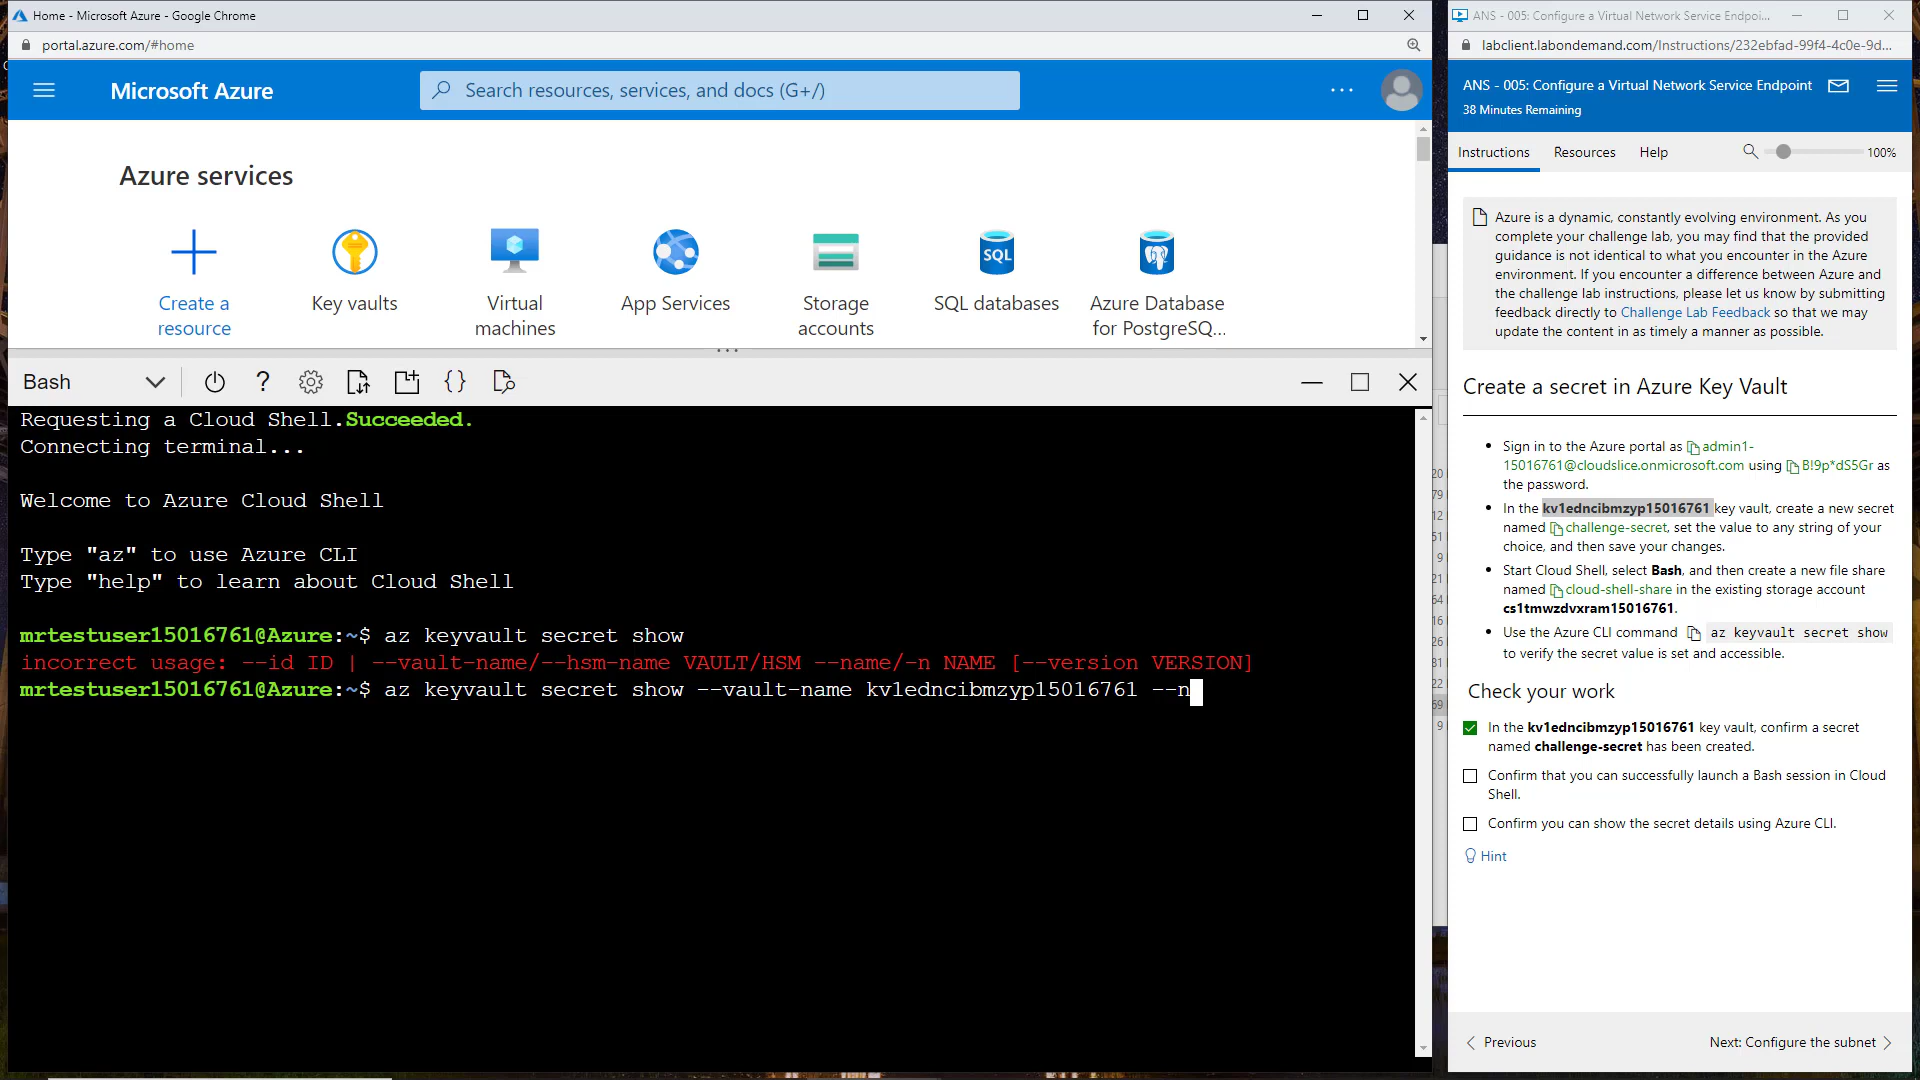 Home - Microsoft Azure - Google Chrome
portal.azure.com/#home
Microsoft Azure
Search resources, services, and docs (G+/)
Azure services
Create a resource
Key vaults
Virtual machines
App Services
Storage accounts
SQL databases
Azure Database for PostgreSQ...
Bash
Requesting a Cloud Shell.Succeeded.
Connecting terminal...
Welcome to Azure Cloud Shell
Type "az" to use Azure CLI
Type "help" to learn about Cloud Shell
mrtestuser15016761@Azure:~$ az keyvault secret show
incorrect usage: --id ID | --vault-name/--hsm-name VAULT/HSM --name/-n NAME [--version VERSION]
mrtestuser15016761@Azure:~$ az keyvault secret show --vault-name kv1edncibmzyp15016761 --n
ANS - 005: Configure a Virtual Network Service Endpoi...
labclient.labondemand.com/Instructions/232ebfad-99f4-4c0e-9d...
ANS - 005: Configure a Virtual Network Service Endpoint
38 Minutes Remaining
Instructions
Resources
Help
100%
Azure is a dynamic, constantly evolving environment. As you
complete your challenge lab, you may find that the provided
guidance is not identical to what you encounter in the Azure
environment. If you encounter a difference between Azure and
the challenge lab instructions, please let us know by submitting
feedback directly to Challenge Lab Feedback so that we may
update the content in as timely a manner as possible.
Create a secret in Azure Key Vault
• Sign in to the Azure portal as admin1-
15016761@cloudslice.onmicrosoft.com using B!9p*dS5Gr as
the password.
• In the kv1edncibmzyp15016761 key vault, create a new secret
named challenge-secret, set the value to any string of your
choice, and then save your changes.
• Start Cloud Shell, select Bash, and then create a new file share
named cloud-shell-share in the existing storage account
cs1tmwzdvxram15016761.
• Use the Azure CLI command az keyvault secret show
to verify the secret value is set and accessible.
Check your work
In the kv1edncibmzyp15016761 key vault, confirm a secret
named challenge-secret has been created.
Confirm that you can successfully launch a Bash session in Cloud
Shell.
Confirm you can show the secret details using Azure CLI.
Hint
Previous
Next: Configure the subnet